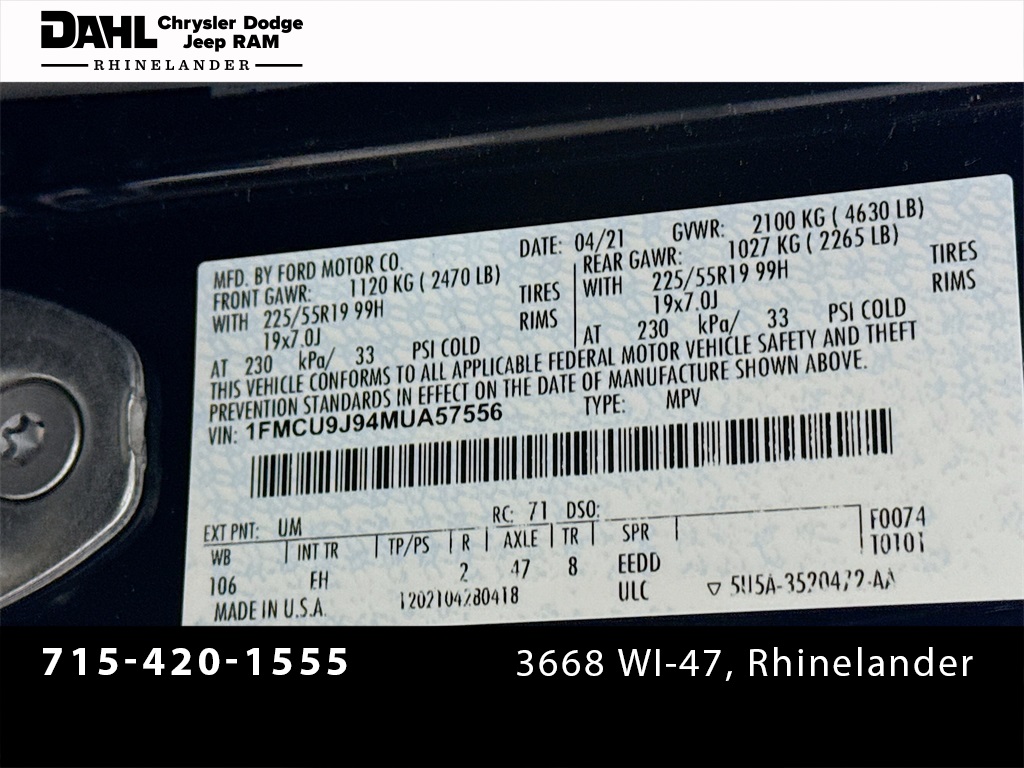 DAHL Chrysler Dodge
Jeep RAM
RHINELANDER
MFD. BY FORD MOTOR CO. DATE: 04/21 GVWR: 2100 KG ( 4630 LB)
FRONT GAWR: 1120 KG ( 2470 LB) REAR GAWR: 1027 KG ( 2265 LB)
WITH 225/55R19 99H TIRES WITH 225/55R19 99H TIRES
19x7.0J RIMS 19x7.0J RIMS
AT 230 kPa/ 33 PSI COLD AT 230 kPa/ 33 PSI COLD
THIS VEHICLE CONFORMS TO ALL APPLICABLE FEDERAL MOTOR VEHICLE SAFETY AND THEFT
PREVENTION STANDARDS IN EFFECT ON THE DATE OF MANUFACTURE SHOWN ABOVE.
VIN: 1FMCU9J94MUA57556 TYPE: MPV
EXT PNT: UM RC: 71 DSO: F0074
WB INT TR TP/PS R AXLE TR SPR T0101
106 EH 2 47 8 EEDD
MADE IN U.S.A. 1202104280418 ULC 5U5A-3520472-AA
715-420-1555 3668 WI-47, Rhinelander